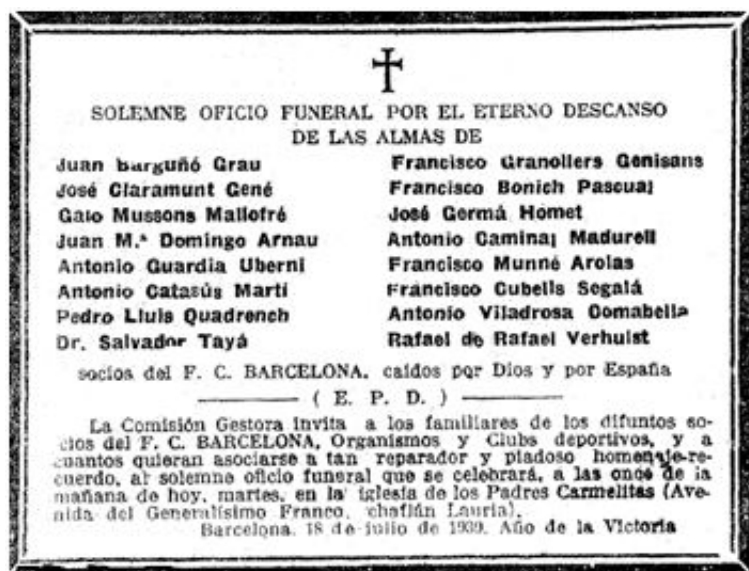 SOLEMNE OFICIO FUNERAL POR EL ETERNO DESCANSO
DE LAS ALMAS DE
Juan Barguñó Grau
José Claramunt Gené
Galo Mussons Mallofré
Juan M.ª Domingo Arnau
Antonio Guardia Uberni
Antonio Catasús Martí
Pedro Lluis Quadrench
Dr. Salvador Tayá
Francisco Granollers Genisans
Francisco Bonich Pascual
José Germá Homet
Antonio Caminal Madurell
Francisco Munné Arolas
Francisco Cubells Segalá
Antonio Viladrosa Comabella
Rafael de Rafael Verhulst
socios del F. C. BARCELONA, caídos por Dios y por España
( E. P. D. )
La Comisión Gestora invita a los familiares de los difuntos so-
cios del F. C. BARCELONA, Organismos y Clubs deportivos, y a
cuantos quieran asociarse a tan reparador y piadoso homenaje-re-
cuerdo, al solemne oficio funeral que se celebrará, a las once de la
mañana de hoy, martes, en la iglesia de los Padres Carmelitas (Ave-
nida del Generalísimo Franco, chaflán Lauria).
Barcelona, 18 de julio de 1939. Año de la Victoria